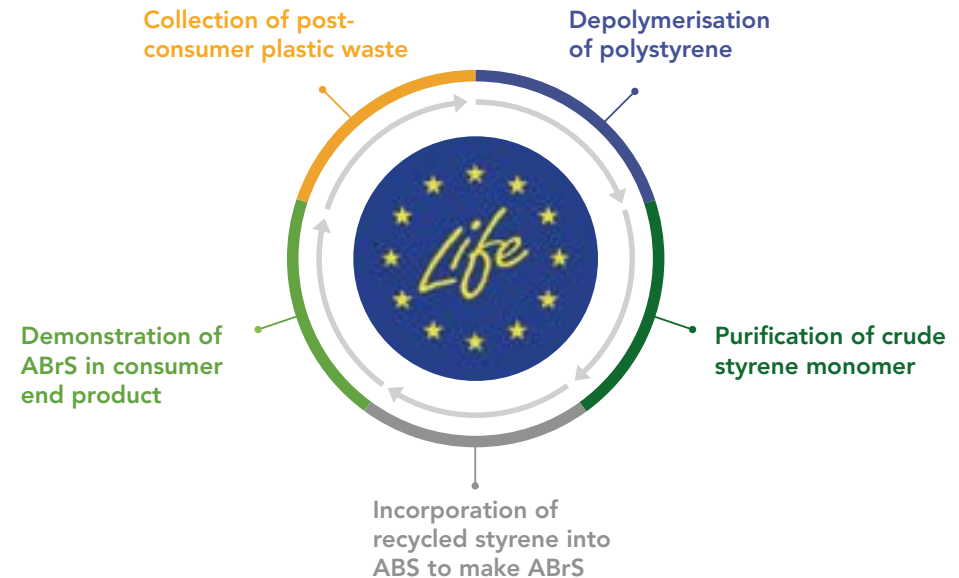 Collection of post-
consumer plastic waste
Depolymerisation
of polystyrene
Life
Demonstration of
ABrS in consumer
end product
Purification of crude
styrene monomer
Incorporation of
recycled styrene into
ABS to make ABrS